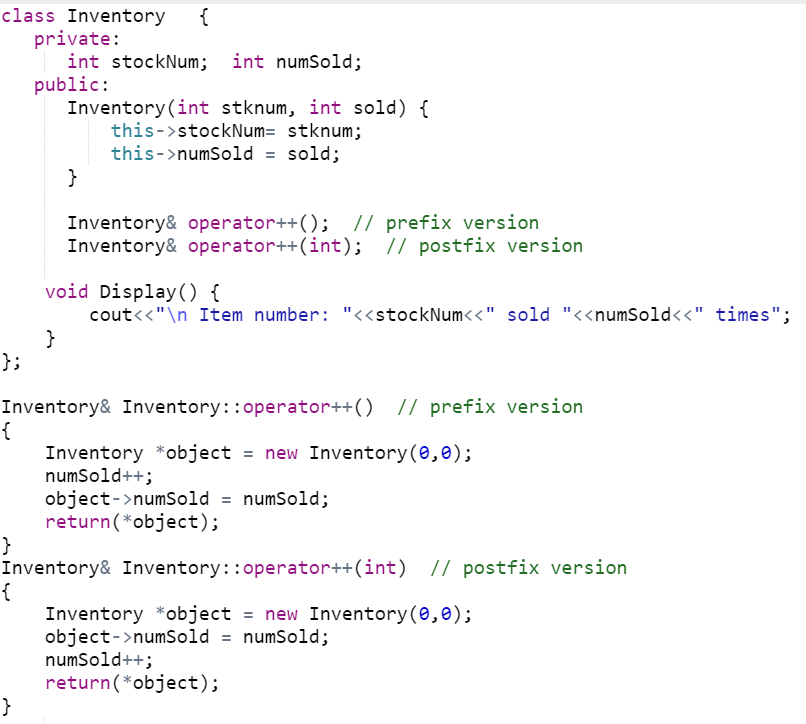 class Inventory   {
   private:
      int stockNum;  int numSold;
   public:
      Inventory(int stknum, int sold) {
          this->stockNum= stknum;
          this->numSold = sold;
      }

      Inventory& operator++();  // prefix version
      Inventory& operator++(int);  // postfix version

    void Display() {
        cout<<"\n Item number: "<<stockNum<<" sold "<<numSold<<" times";
    }
};

Inventory& Inventory::operator++()  // prefix version
{
    Inventory *object = new Inventory(0,0);
    numSold++;
    object->numSold = numSold;
    return(*object);
}
Inventory& Inventory::operator++(int)  // postfix version
{
    Inventory *object = new Inventory(0,0);
    object->numSold = numSold;
    numSold++;
    return(*object);
}